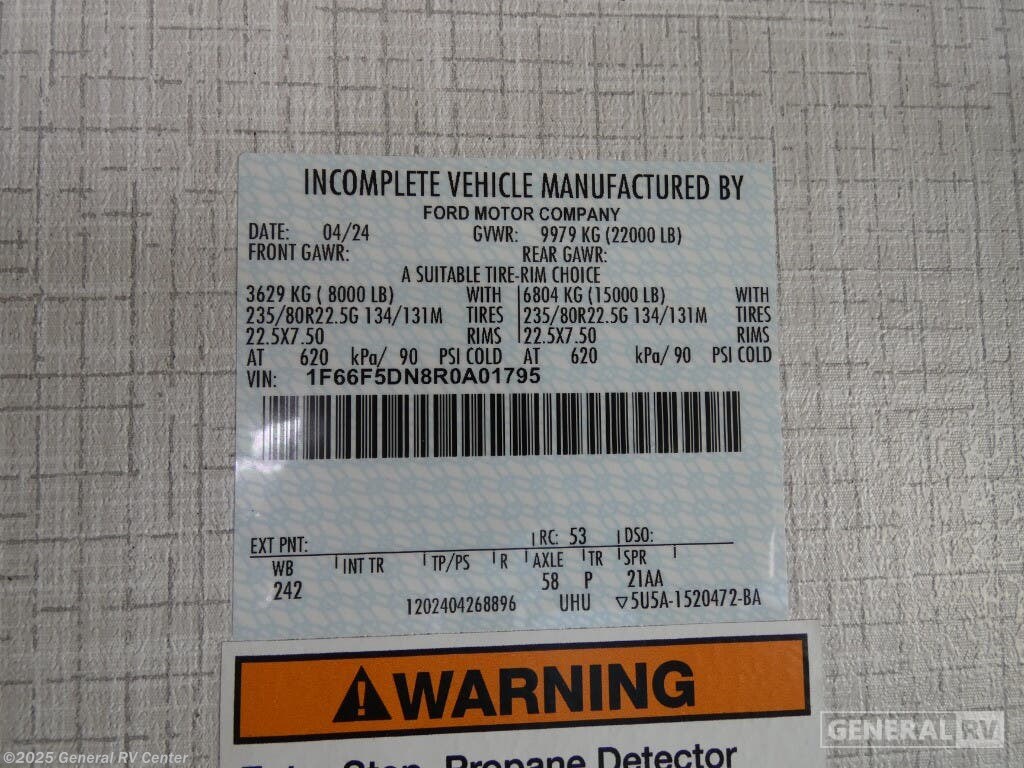 INCOMPLETE VEHICLE MANUFACTURED BY
FORD MOTOR COMPANY
DATE: 04/24 GVWR: 9979 KG (22000 LB)
FRONT GAWR: REAR GAWR:
A SUITABLE TIRE-RIM CHOICE
3629 KG ( 8000 LB) WITH 6804 KG (15000 LB) WITH
235/80R22.5G 134/131M TIRES 235/80R22.5G 134/131M TIRES
22.5X7.50 RIMS 22.5X7.50 RIMS
AT 620 kPa/ 90 PSI COLD AT 620 kPa/ 90 PSI COLD
VIN: 1F66F5DN8R0A01795
EXT PNT: RC: 53 DSO:
WB INT TR TP/PS R AXLE TR SPR
242 58 P 21AA
1202404268896 UHU ▽5U5A-1520472-BA
WARNING
Stop, Propane Detector
GENERAL RV
©2025 General RV Center